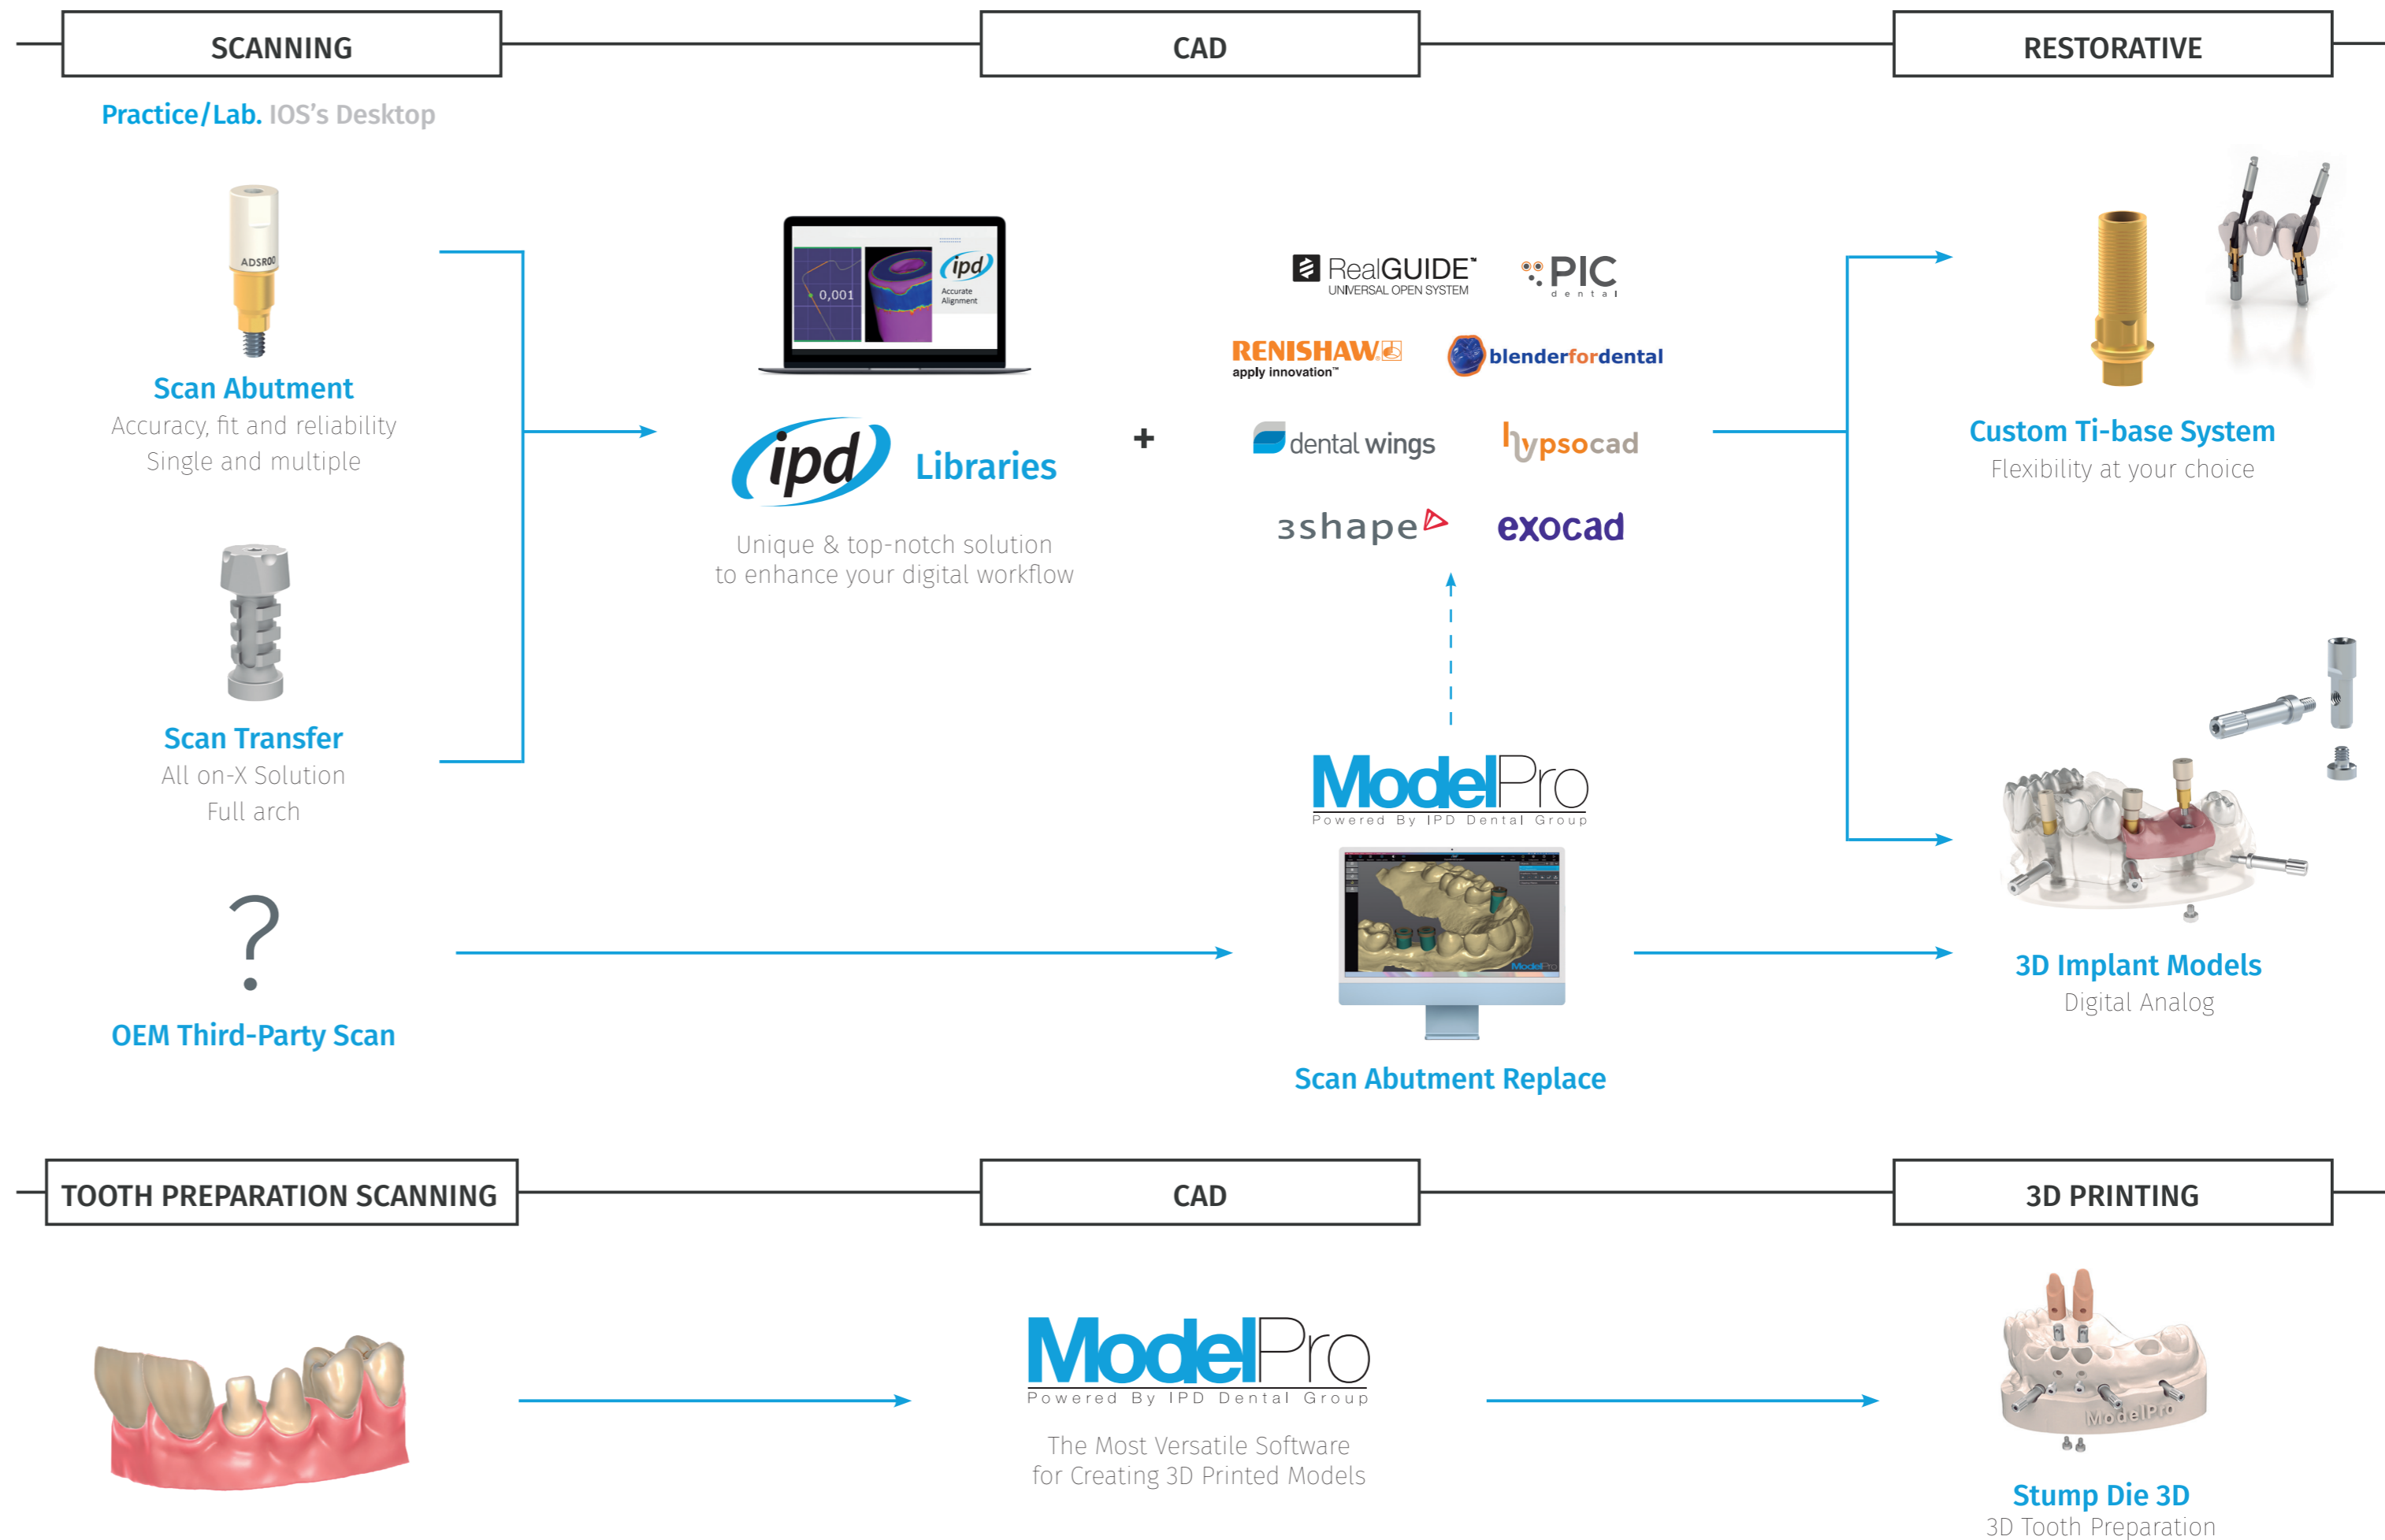 SCANNING
CAD
RESTORATIVE
Practice/Lab. IOS's Desktop
ADSR00
Scan Abutment
Accuracy, fit and reliability
Single and multiple
Scan Transfer
All on-X Solution
Full arch
?
OEM Third-Party Scan
0,001
ipd
Accurate
Alignment
ipd Libraries
Unique & top-notch solution
to enhance your digital workflow
+
RealGUIDE™
UNIVERSAL OPEN SYSTEM
PIC
dental
RENISHAW
apply innovation™
blenderfordental
dental wings
hypsocad
3shape
exocad
ModelPro
Powered By IPD Dental Group
ModelPro
Scan Abutment Replace
Custom Ti-base System
Flexibility at your choice
3D Implant Models
Digital Analog
TOOTH PREPARATION SCANNING
CAD
3D PRINTING
ModelPro
Powered By IPD Dental Group
The Most Versatile Software
for Creating 3D Printed Models
ModelPro
Stump Die 3D
3D Tooth Preparation